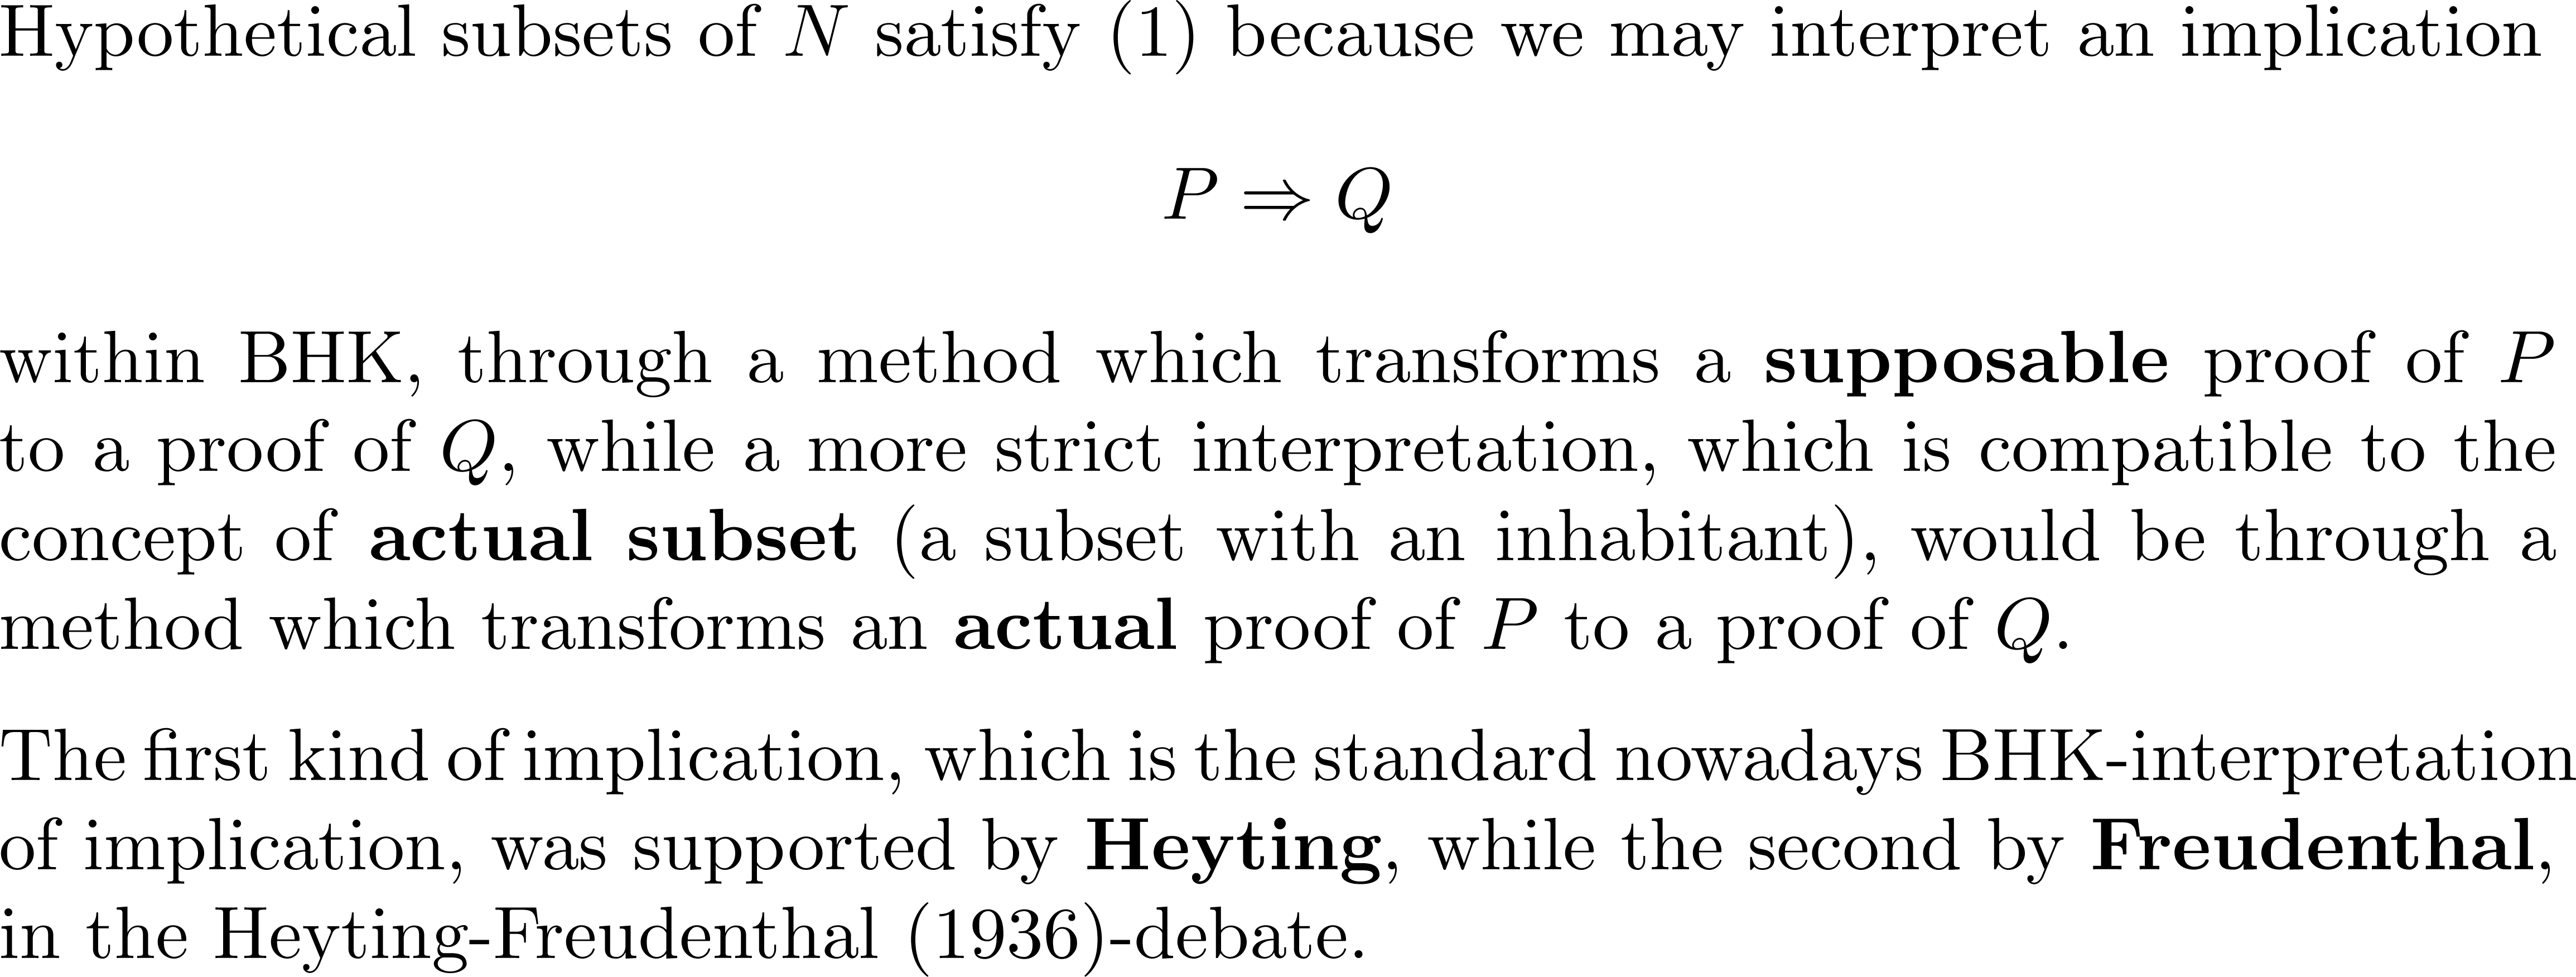 Hypothetical subsets of N satisfy (1) because we may interpret an implication
P ⇒ Q
within BHK, through a method which transforms a supposable proof of P
to a proof of Q, while a more strict interpretation, which is compatible to the
concept of actual subset (a subset with an inhabitant), would be through a
method which transforms an actual proof of P to a proof of Q.
The first kind of implication, which is the standard nowadays BHK-interpretation
of implication, was supported by Heyting, while the second by Freudenthal,
in the Heyting-Freudenthal (1936)-debate.